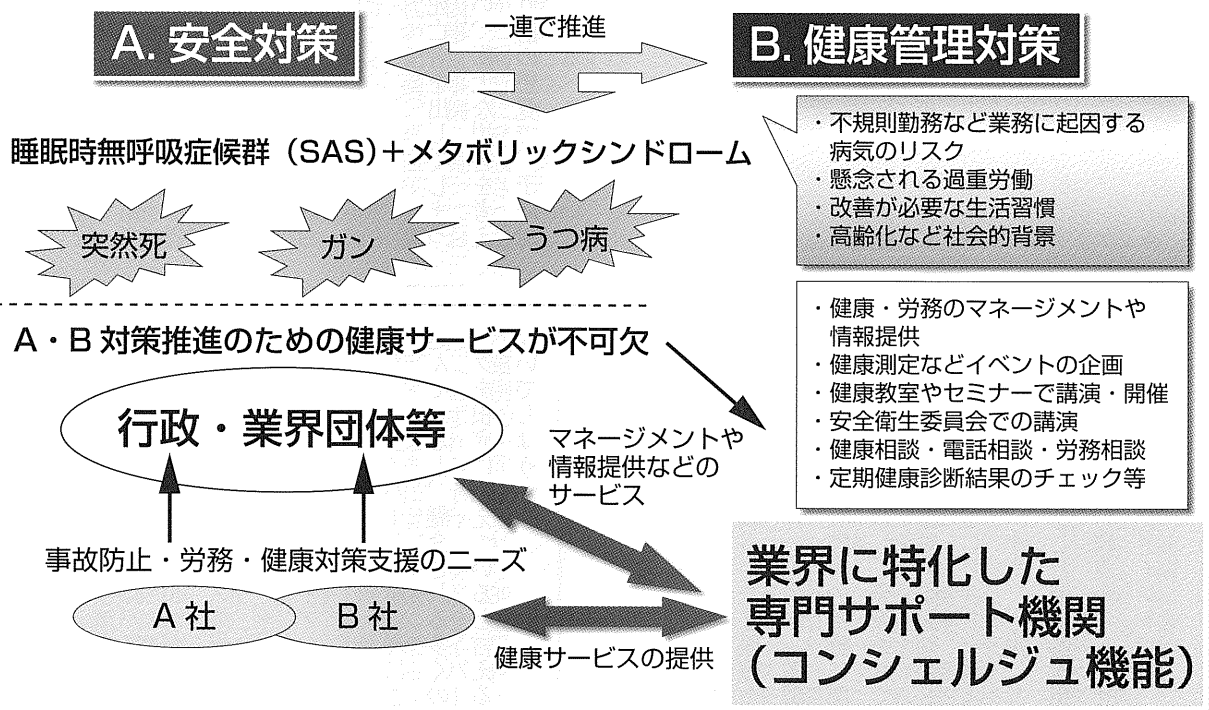 A. 安全対策
一連で推進
B. 健康管理対策
睡眠時無呼吸症候群（SAS）＋メタボリックシンドローム
突然死
ガン
うつ病
・不規則勤務など業務に起因する
病気のリスク
・懸念される過重労働
・改善が必要な生活習慣
・高齢化など社会的背景
A・B 対策推進のための健康サービスが不可欠
・健康・労務のマネージメントや
情報提供
・健康測定などイベントの企画
・健康教室やセミナーで講演・開催
・安全衛生委員会での講演
・健康相談・電話相談・労務相談
・定期健康診断結果のチェック等
行政・業界団体等
マネージメントや
情報提供などの
サービス
事故防止・労務・健康対策支援のニーズ
A 社
B 社
健康サービスの提供
業界に特化した
専門サポート機関
（コンシェルジュ機能）